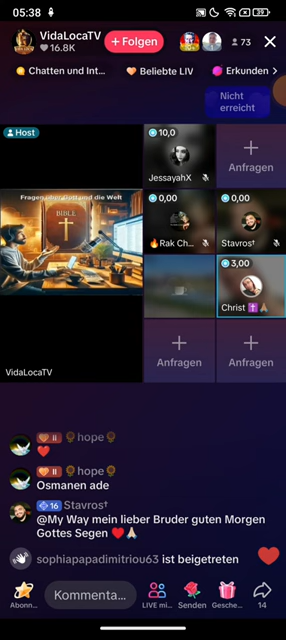 05:38
39
VidaLocaTV
16.8K
+ Folgen
73
Chatten und Int...
Beliebte LIV
Erkunden
Nicht erreicht
Host
10,0
JessayahX
Anfragen
Fragen über Gott und die Welt
BIBLE
0,00
🔥Rak Ch...
0,00
Stavros†
3,00
Christ ✝️🙏🏽
VidaLocaTV
Anfragen
Anfragen
II 🌻hope🌻
❤️
II 🌻hope🌻
Osmanen ade
16 Stavros†
@My Way mein lieber Bruder guten Morgen
Gottes Segen ❤️🙏🏻
sophiapapadimitriou63 ist beigetreten
Abonn...
Kommenta...
LIVE mi...
Senden
Gesche...
14